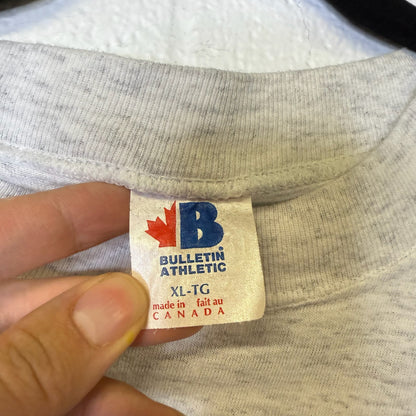 B®
BULLETIN
ATHLETIC
XL-TG
made in fait au
CANADA